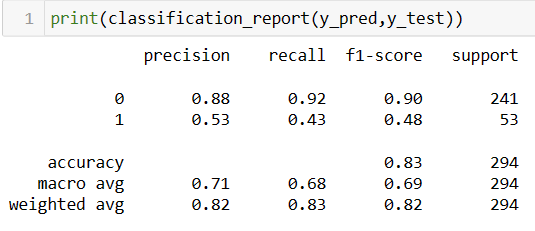 1 print(classification_report(y_pred,y_test))
precision recall f1-score support
0 0.88 0.92 0.90 241
1 0.53 0.43 0.48 53
accuracy 0.83 294
macro avg 0.71 0.68 0.69 294
weighted avg 0.82 0.83 0.82 294